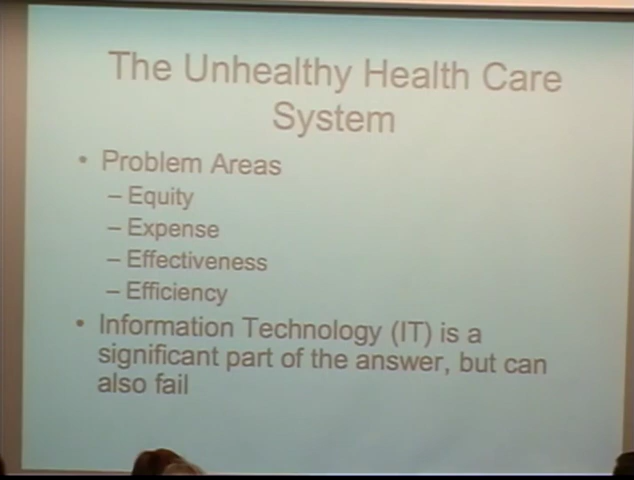 The Unhealthy Health Care
System
• Problem Areas
– Equity
– Expense
– Effectiveness
– Efficiency
• Information Technology (IT) is a
significant part of the answer, but can
also fail